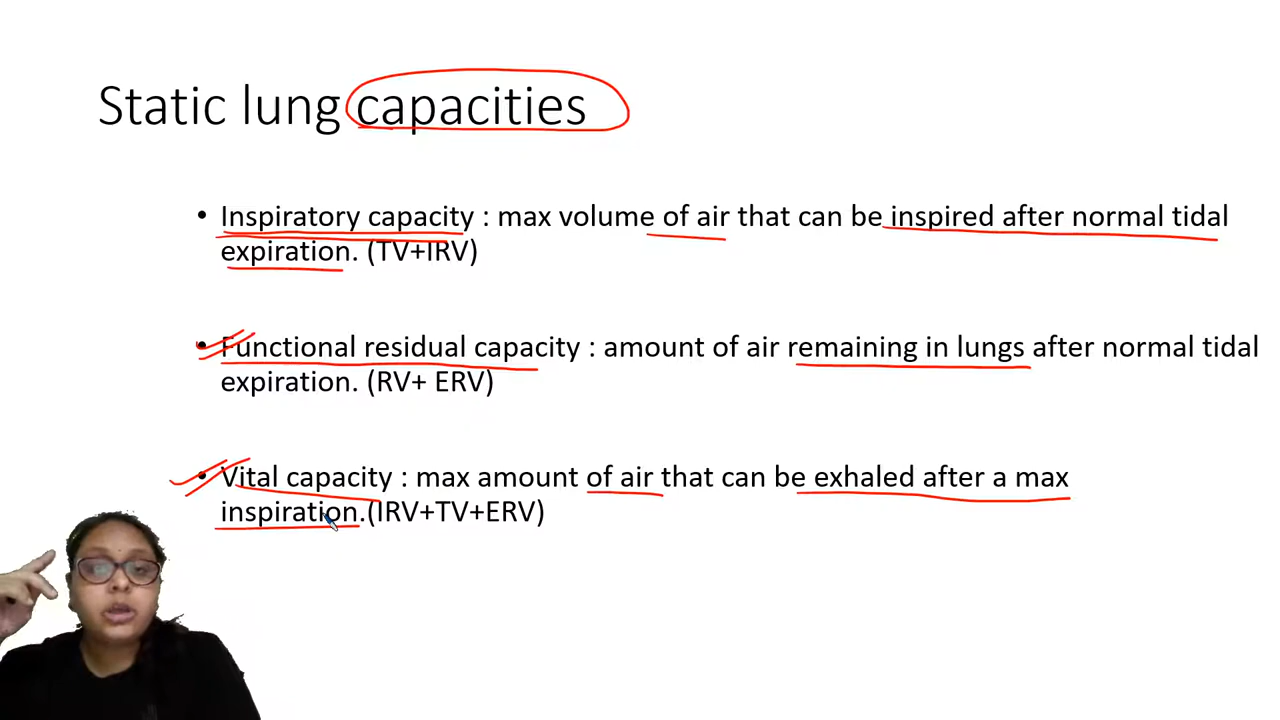 Static lung capacities
• Inspiratory capacity : max volume of air that can be inspired after normal tidal
expiration. (TV+IRV)
• Functional residual capacity : amount of air remaining in lungs after normal tidal
expiration. (RV+ ERV)
• Vital capacity : max amount of air that can be exhaled after a max
inspiration.(IRV+TV+ERV)